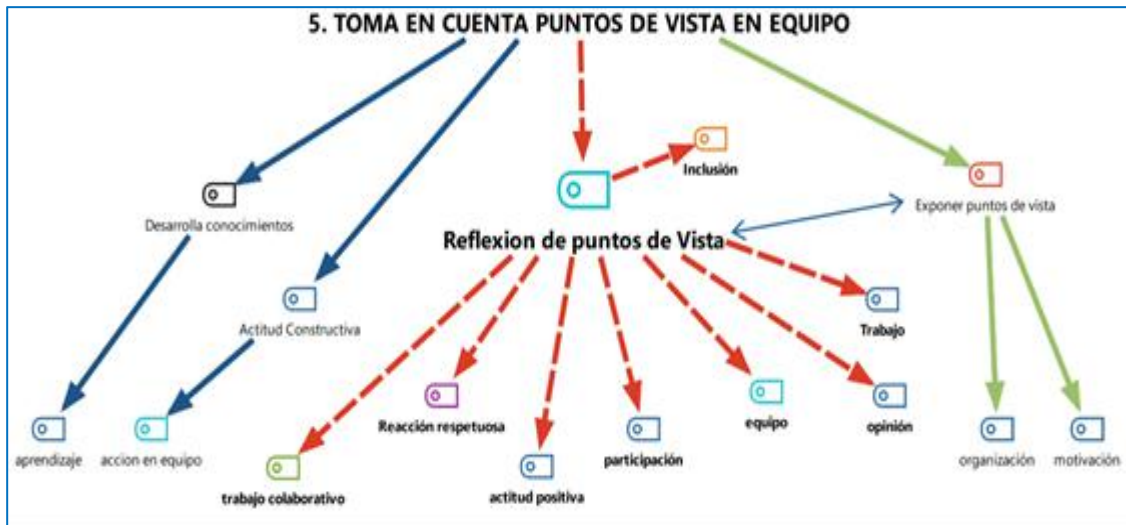 5. TOMA EN CUENTA PUNTOS DE VISTA EN EQUIPO
Inclusión
Desarrolla conocimientos
Exponer puntos de vista
Reflexion de puntos de Vista
Actitud Constructiva
Trabajo
Reacción respetuosa
equipo
opinión
aprendizaje
accion en equipo
participación
organización
motivación
trabajo colaborativo
actitud positiva